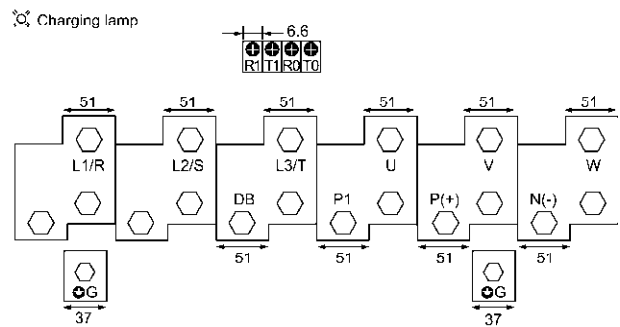 Charging lamp
6.6
R1 T1 R0 T0
51 51 51 51 51 51
L1/R L2/S L3/T U V W
DB P1 P(+) N(-)
51 51 51 51
G G
37 37